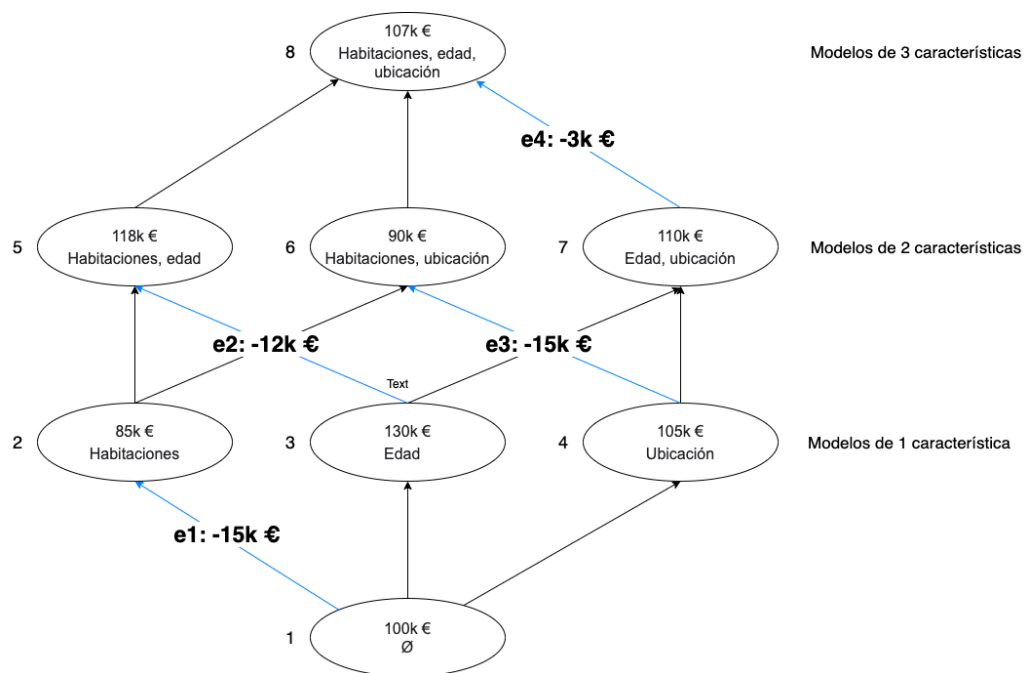 107k €
8
Habitaciones, edad,
ubicación
Modelos de 3 características
e4: -3k €
5
118k €
Habitaciones, edad
6
90k €
Habitaciones, ubicación
7
110k €
Edad, ubicación
Modelos de 2 características
e2: -12k €
e3: -15k €
Text
2
85k €
Habitaciones
3
130k €
Edad
4
105k €
Ubicación
Modelos de 1 característica
e1: -15k €
1
100k €
Ø